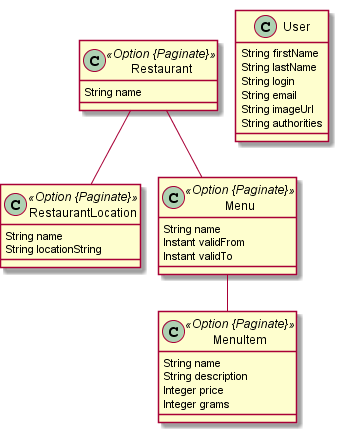 C «Option {Paginate}»
Restaurant
String name
C User
String firstName
String lastName
String login
String email
String imageUrl
String authorities
C «Option {Paginate}»
RestaurantLocation
String name
String locationString
C «Option {Paginate}»
Menu
String name
Instant validFrom
Instant validTo
C «Option {Paginate}»
MenuItem
String name
String description
Integer price
Integer grams